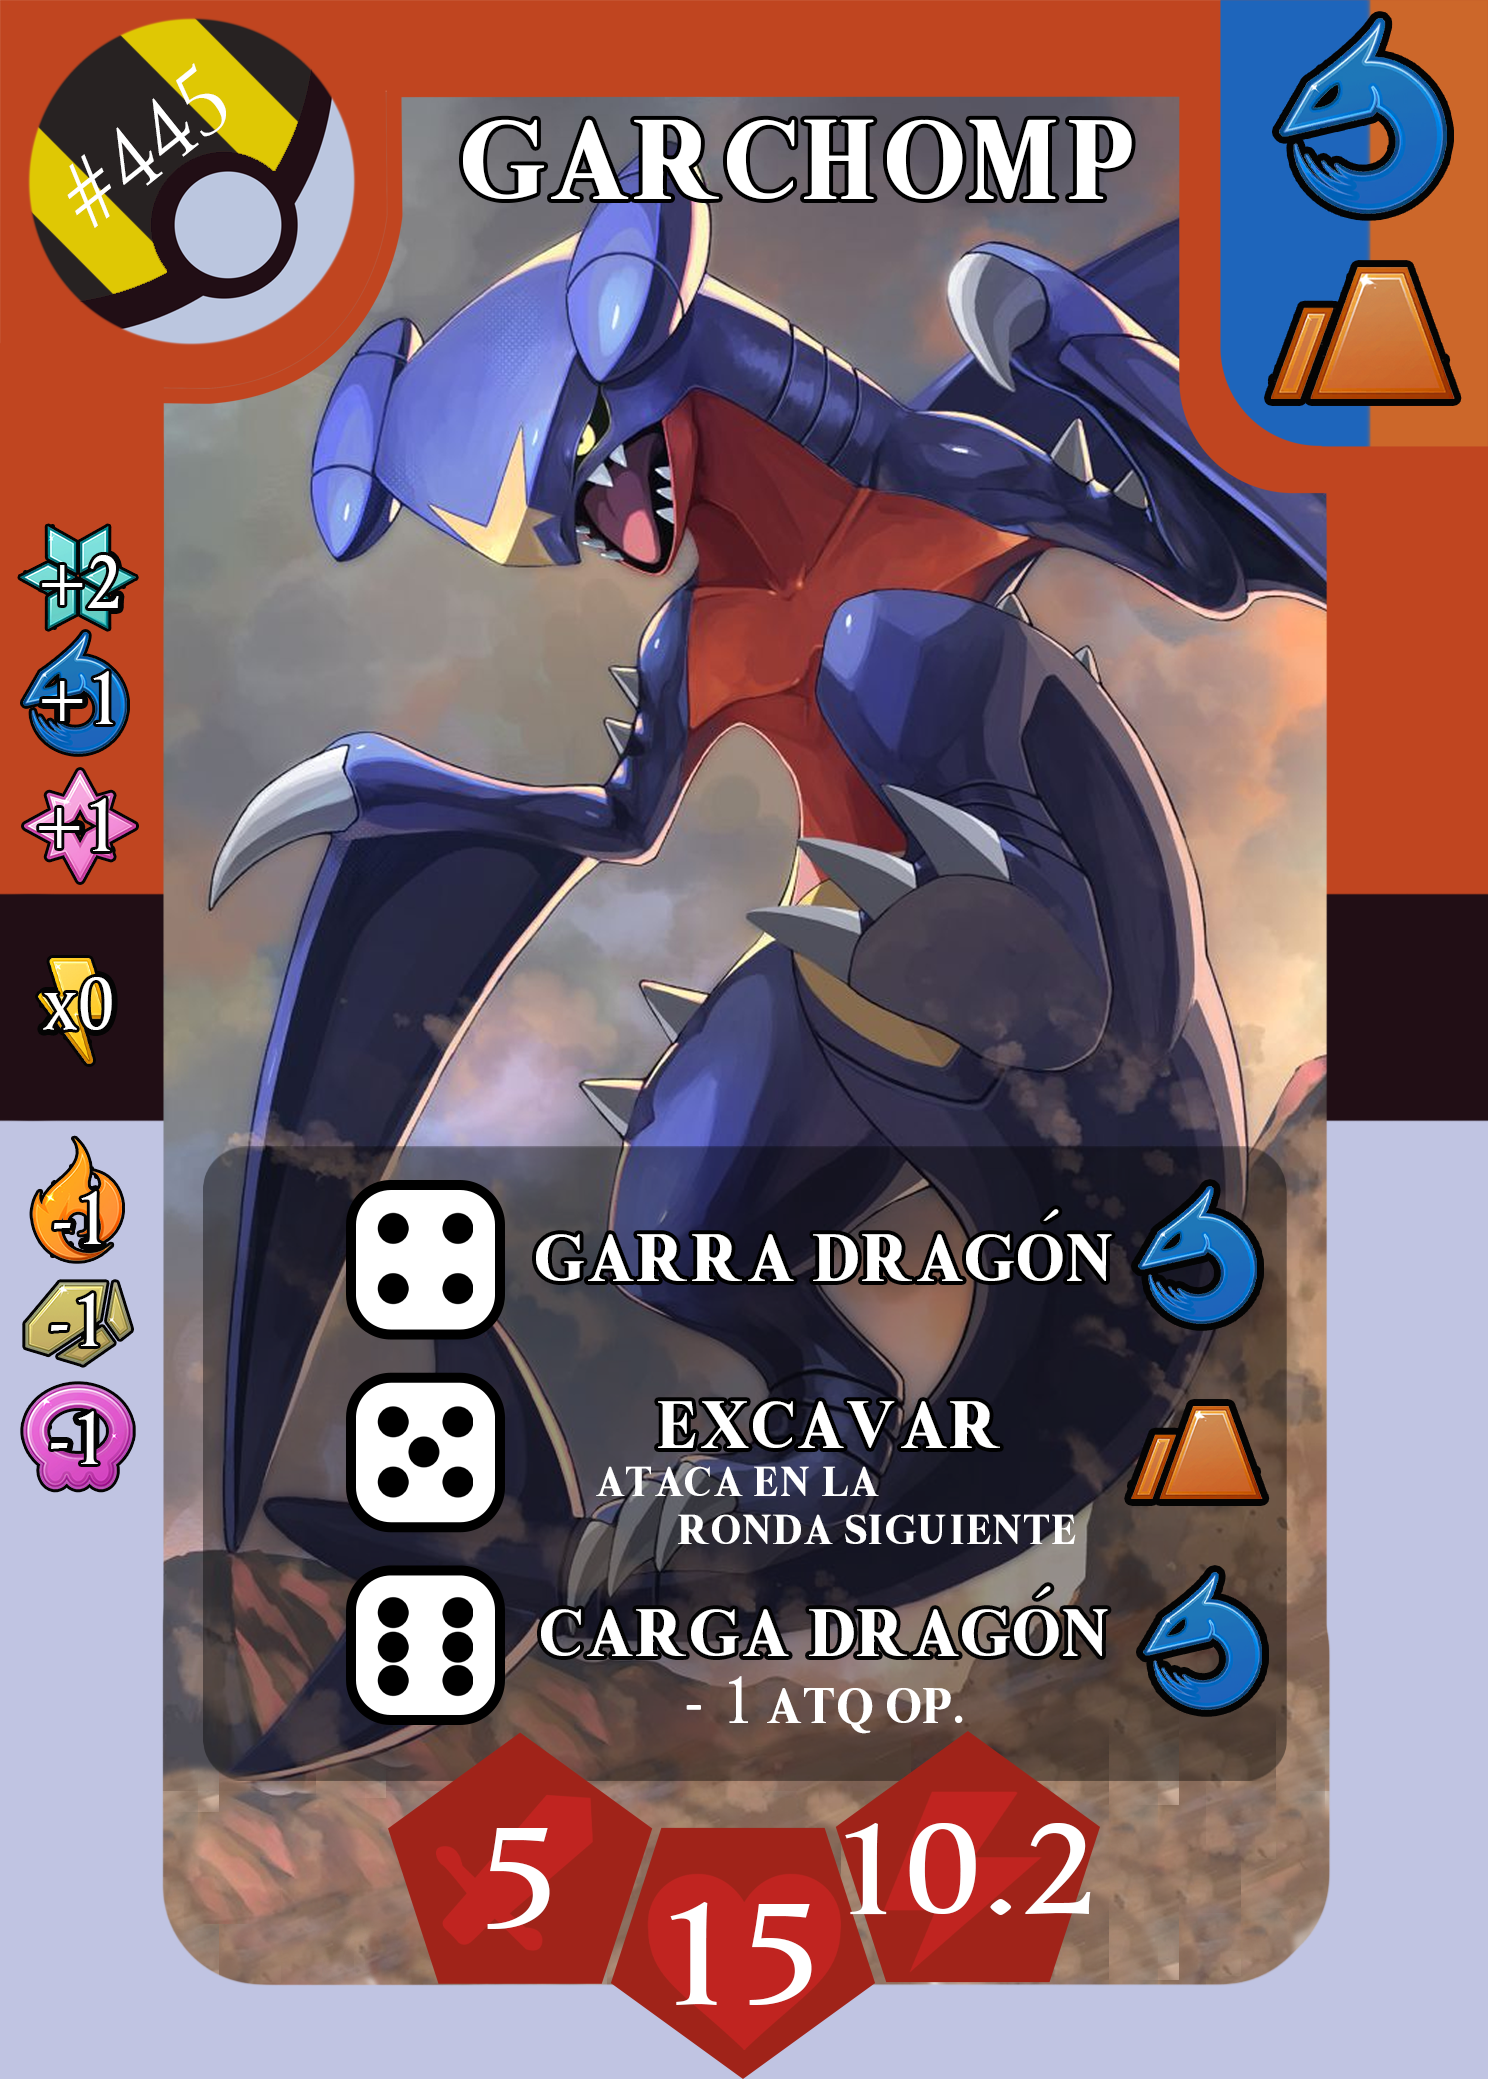 #445
GARCHOMP
+2
+1
+1
x0
-1
-1
-1
GARRA DRAGÓN
EXCAVAR
ATACA EN LA
RONDA SIGUIENTE
CARGA DRAGÓN
- 1 ATQ OP.
5
15
10.2